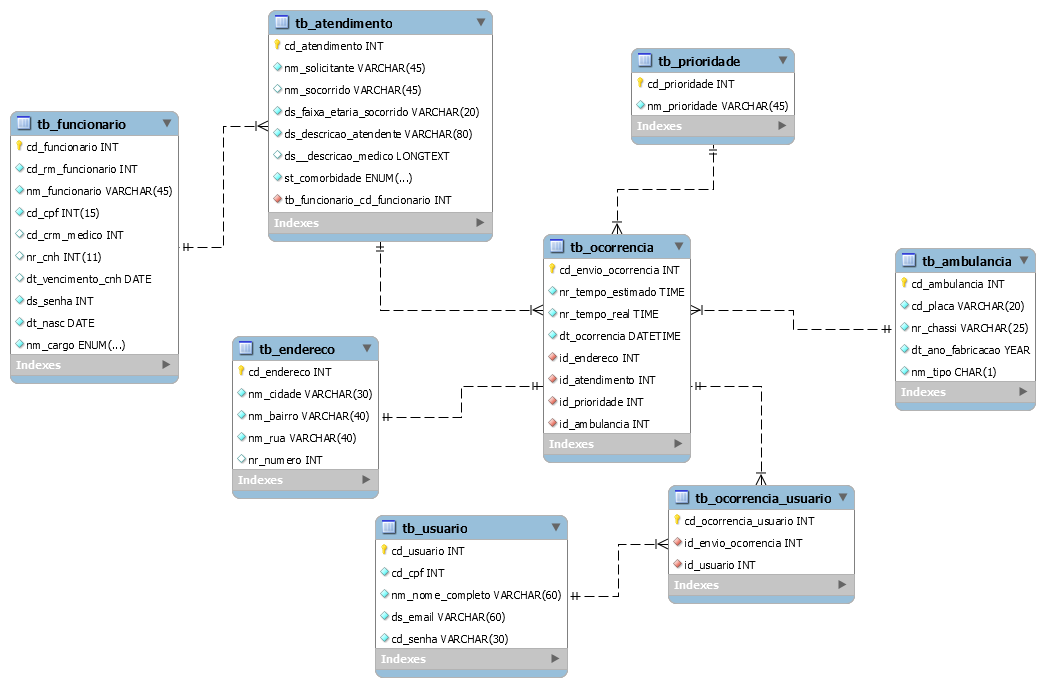 tb_atendimento
cd_atendimento INT
nm_solicitante VARCHAR(45)
nm_socorrido VARCHAR(45)
ds_faixa_etaria_socorrido VARCHAR(20)
ds_descricao_atendente VARCHAR(80)
ds__descricao_medico LONGTEXT
st_comorbidade ENUM(...)
tb_funcionario_cd_funcionario INT
Indexes
tb_prioridade
cd_prioridade INT
nm_prioridade VARCHAR(45)
Indexes
tb_funcionario
cd_funcionario INT
cd_rm_funcionario INT
nm_funcionario VARCHAR(45)
cd_cpf INT(15)
cd_crm_medico INT
nr_cnh INT(11)
dt_vencimento_cnh DATE
ds_senha INT
dt_nasc DATE
nm_cargo ENUM(...)
Indexes
tb_ocorrencia
cd_envio_ocorrencia INT
nr_tempo_estimado TIME
nr_tempo_real TIME
dt_ocorrencia DATETIME
id_endereco INT
id_atendimento INT
id_prioridade INT
id_ambulancia INT
Indexes
tb_ambulancia
cd_ambulancia INT
cd_placa VARCHAR(20)
nr_chassi VARCHAR(25)
dt_ano_fabricacao YEAR
nm_tipo CHAR(1)
Indexes
tb_endereco
cd_endereco INT
nm_cidade VARCHAR(30)
nm_bairro VARCHAR(40)
nm_rua VARCHAR(40)
nr_numero INT
Indexes
tb_ocorrencia_usuario
cd_ocorrencia_usuario INT
id_envio_ocorrencia INT
id_usuario INT
Indexes
tb_usuario
cd_usuario INT
cd_cpf INT
nm_nome_completo VARCHAR(60)
ds_email VARCHAR(60)
cd_senha VARCHAR(30)
Indexes